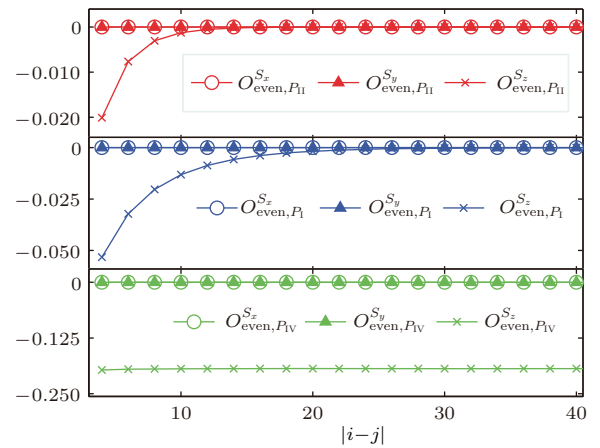 0
−0.010
−0.020
O^{S_x}_{even,P_{II}} O^{S_y}_{even,P_{II}} O^{S_z}_{even,P_{II}}
0
−0.025
−0.050
O^{S_x}_{even,P_I} O^{S_y}_{even,P_I} O^{S_z}_{even,P_I}
0
−0.125
−0.250
O^{S_x}_{even,P_{IV}} O^{S_y}_{even,P_{IV}} O^{S_z}_{even,P_{IV}}
10 20 30 40
|i−j|